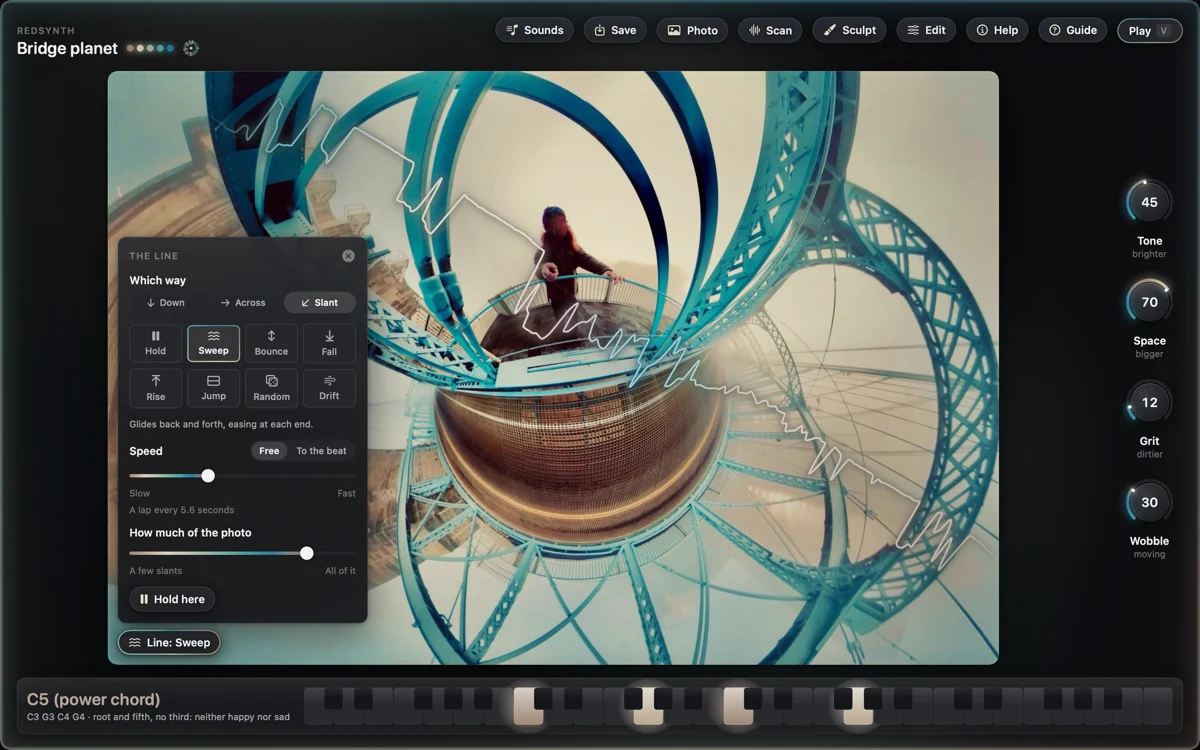 REDSYNTH
Bridge planet
Sounds
Save
Photo
Scan
Sculpt
Edit
Help
Guide
Play V
THE LINE
Which way
Down
Across
Slant
Hold
Sweep
Bounce
Fall
Rise
Jump
Random
Drift
Glides back and forth, easing at each end.
Speed
Free
To the beat
Slow
Fast
A lap every 5.6 seconds
How much of the photo
A few slants
All of it
Hold here
Line: Sweep
45
Tone
brighter
70
Space
bigger
12
Grit
dirtier
30
Wobble
moving
C5 (power chord)
C3 G3 C4 G4 · root and fifth, no third: neither happy nor sad